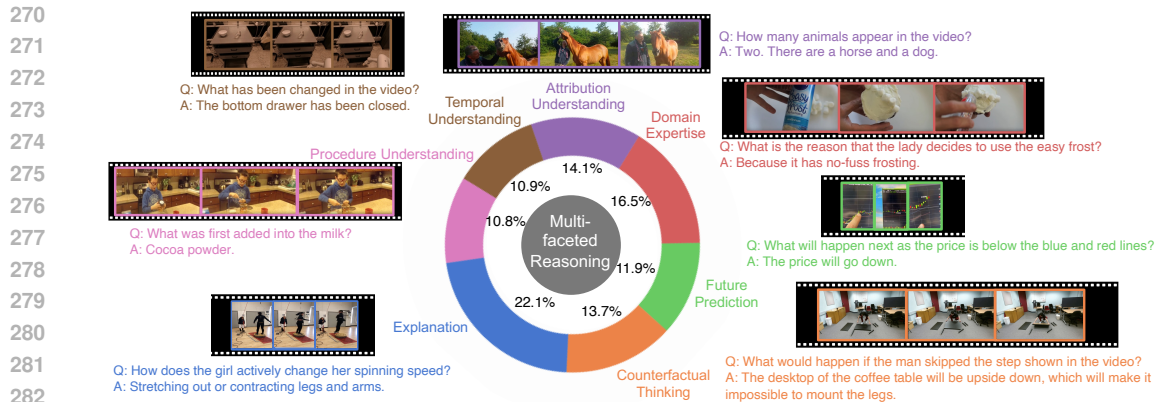 270
271
272
273
274
275
276
277
278
279
280
281
282
Q: How many animals appear in the video?
A: Two. There are a horse and a dog.
Q: What has been changed in the video?
A: The bottom drawer has been closed.
Attribution
Understanding
Temporal
Understanding
Domain
Expertise
easy
frost
Q: What is the reason that the lady decides to use the easy frost?
A: Because it has no-fuss frosting.
Procedure Understanding
14.1%
10.9%
16.5%
10.8%
Multi-
faceted
Reasoning
11.9%
22.1%
13.7%
Q: What was first added into the milk?
A: Cocoa powder.
Q: What will happen next as the price is below the blue and red lines?
A: The price will go down.
Future
Prediction
Explanation
Counterfactual
Thinking
Q: How does the girl actively change her spinning speed?
A: Stretching out or contracting legs and arms.
Q: What would happen if the man skipped the step shown in the video?
A: The desktop of the coffee table will be upside down, which will make it
impossible to mount the legs.